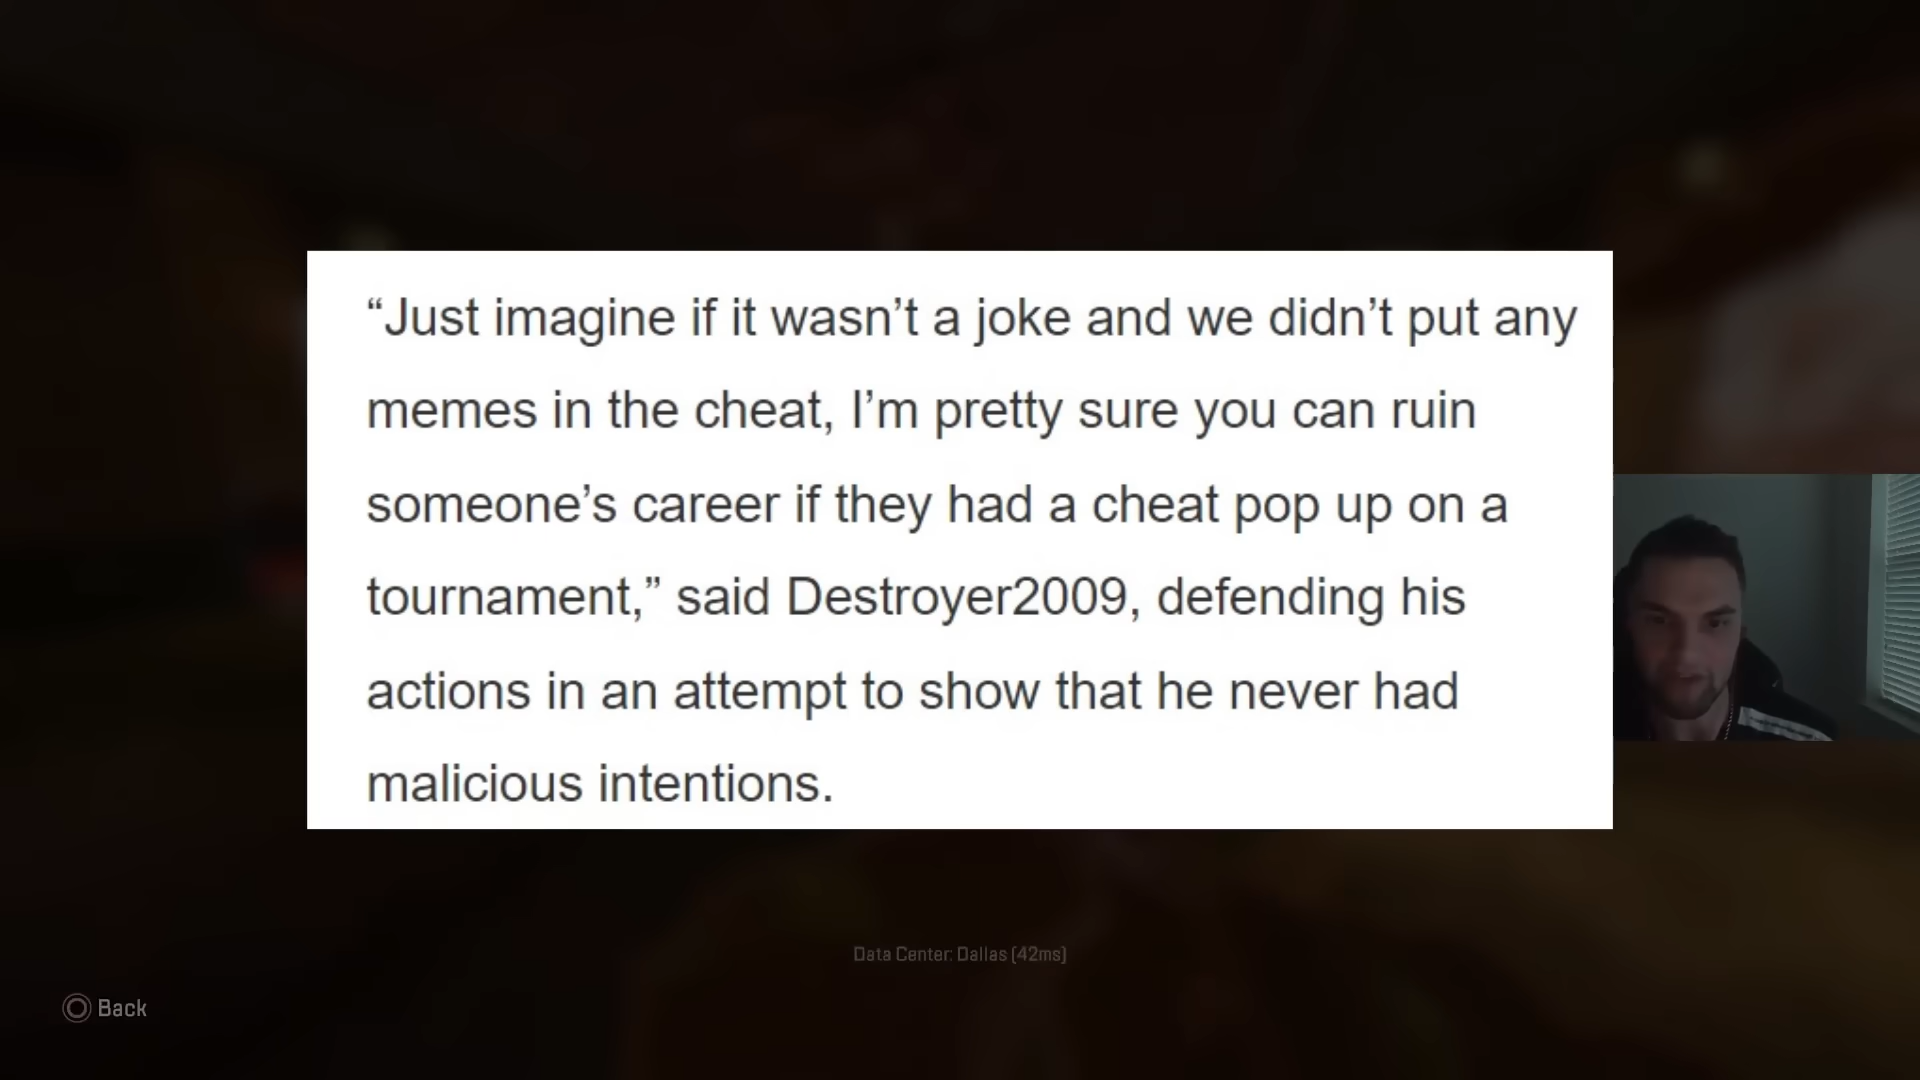 “Just imagine if it wasn’t a joke and we didn’t put any
memes in the cheat, I’m pretty sure you can ruin
someone’s career if they had a cheat pop up on a
tournament,” said Destroyer2009, defending his
actions in an attempt to show that he never had
malicious intentions.
Data Center: Dallas (42ms)
Back